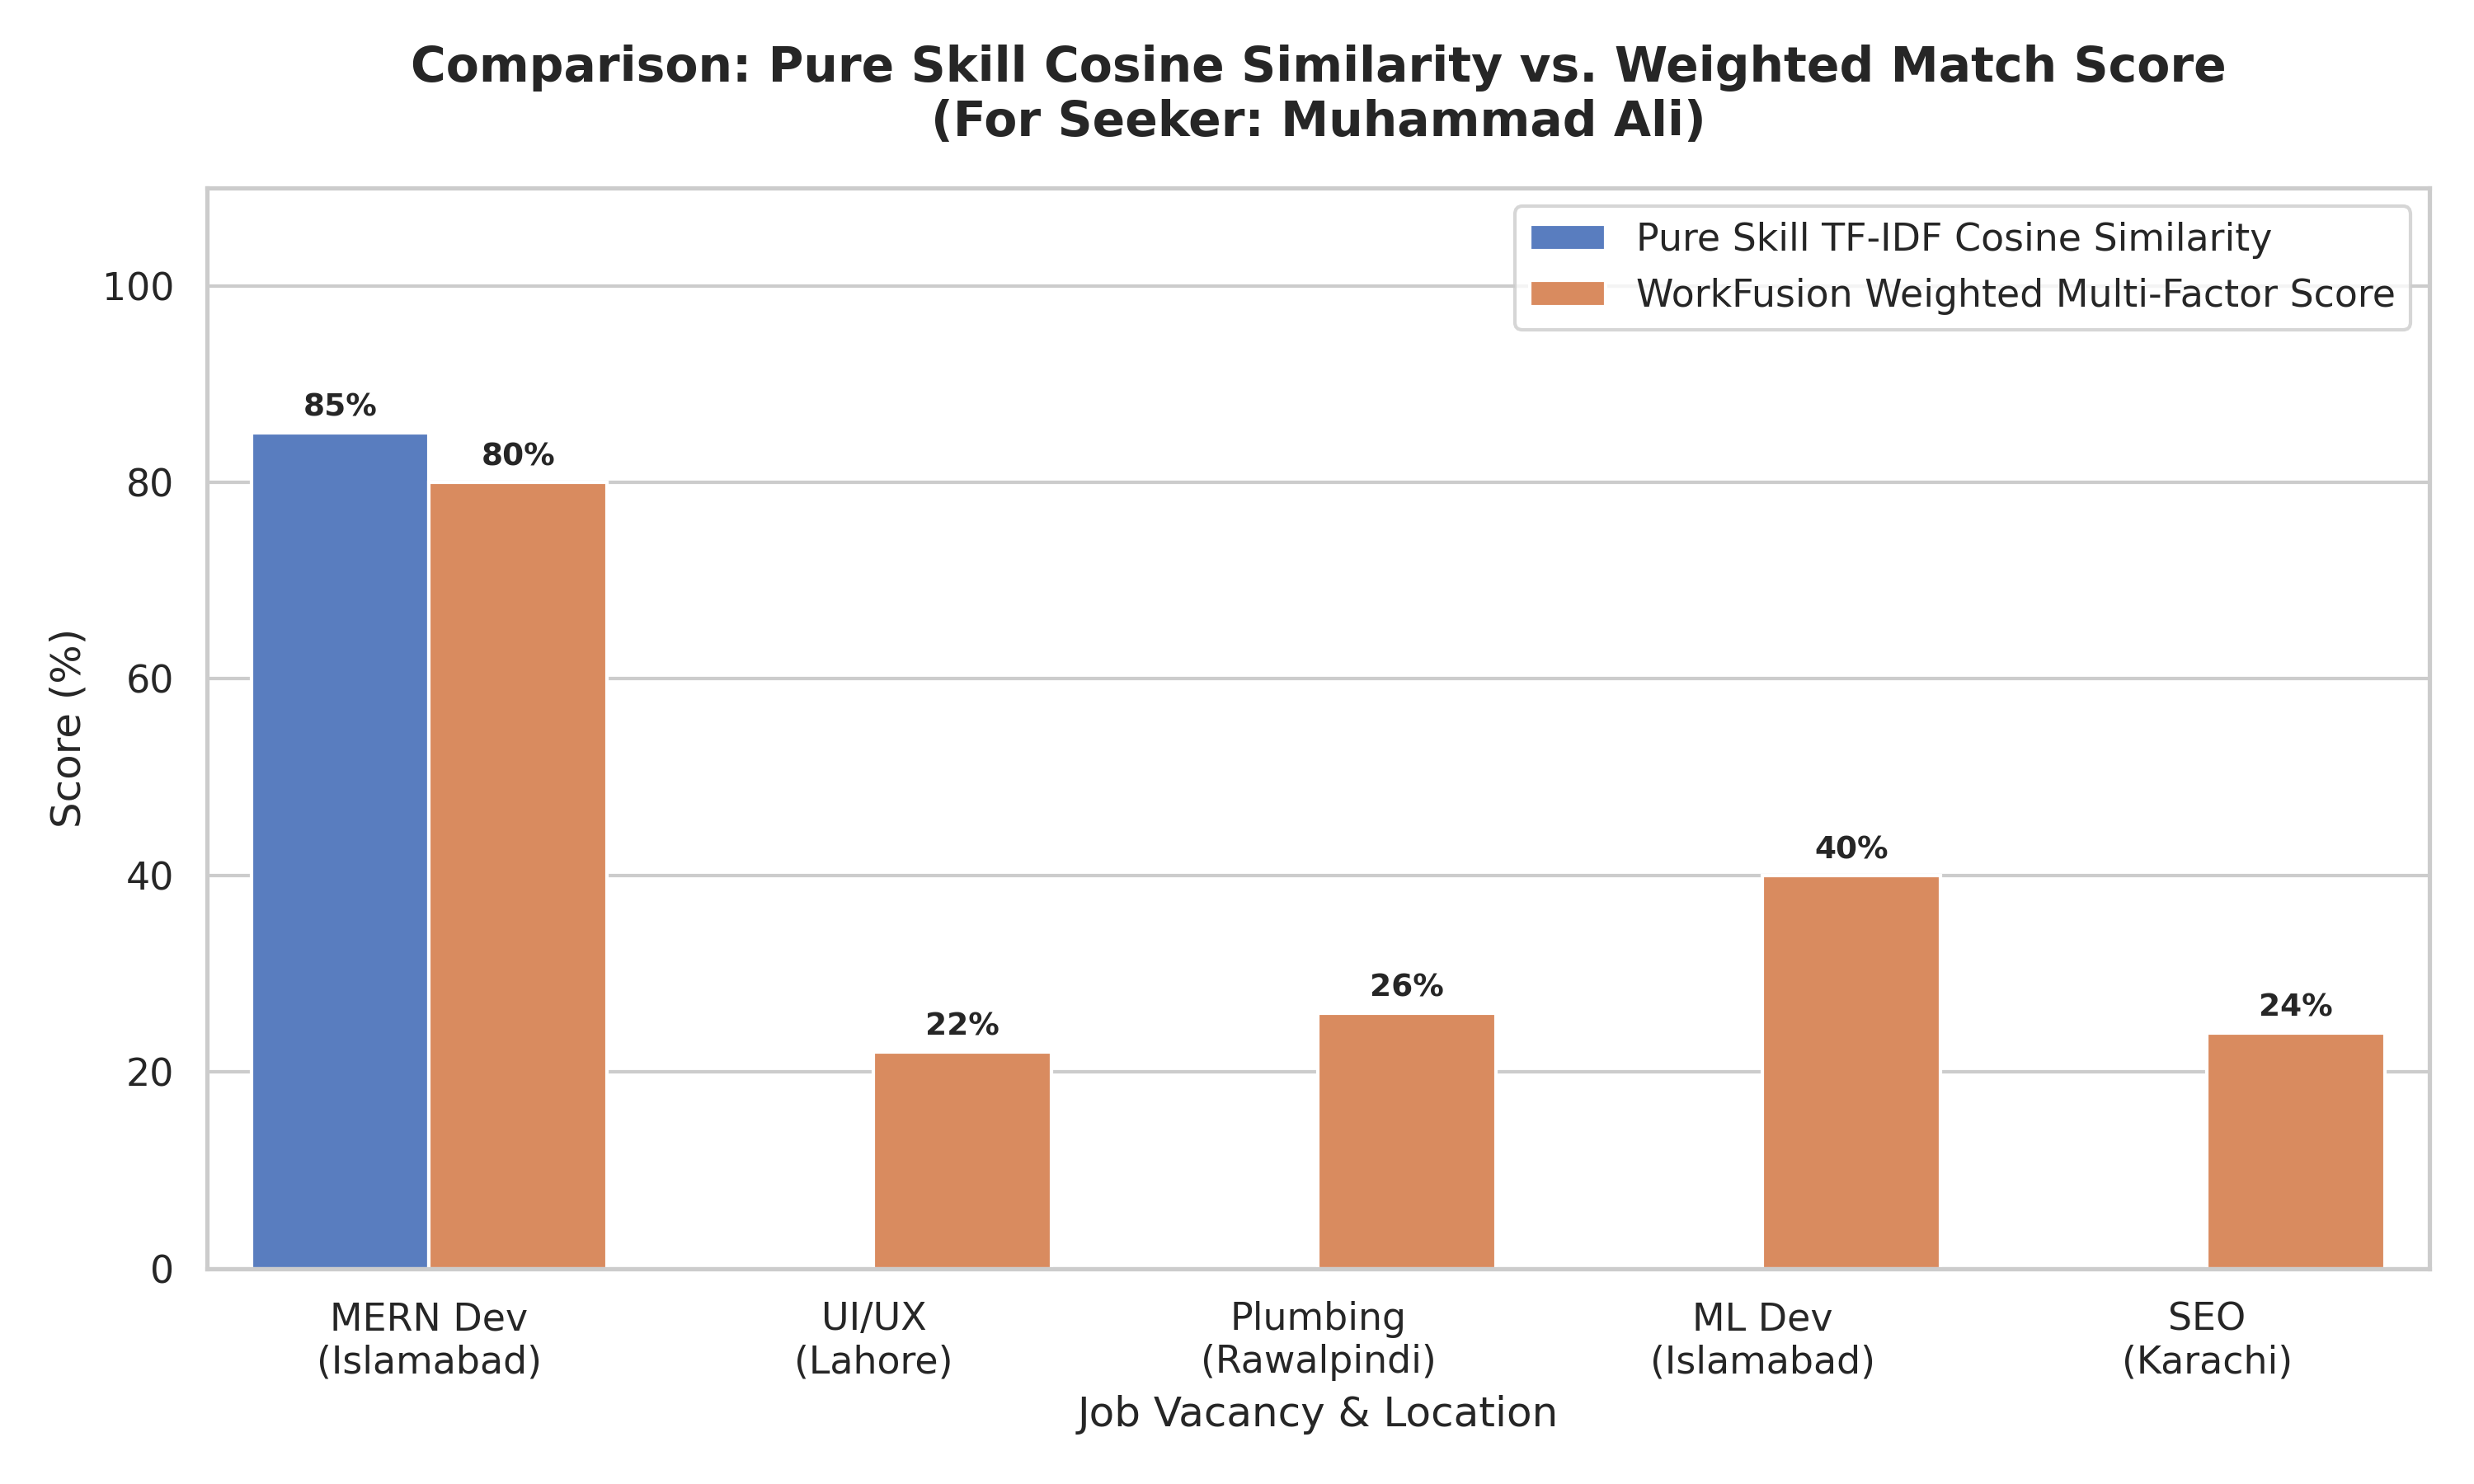 Comparison: Pure Skill Cosine Similarity vs. Weighted Match Score
(For Seeker: Muhammad Ali)
Pure Skill TF-IDF Cosine Similarity
WorkFusion Weighted Multi-Factor Score
Score (%)
100
80
60
40
20
0
85%
80%
22%
26%
40%
24%
MERN Dev
(Islamabad)
UI/UX
(Lahore)
Plumbing
(Rawalpindi)
ML Dev
(Islamabad)
SEO
(Karachi)
Job Vacancy & Location